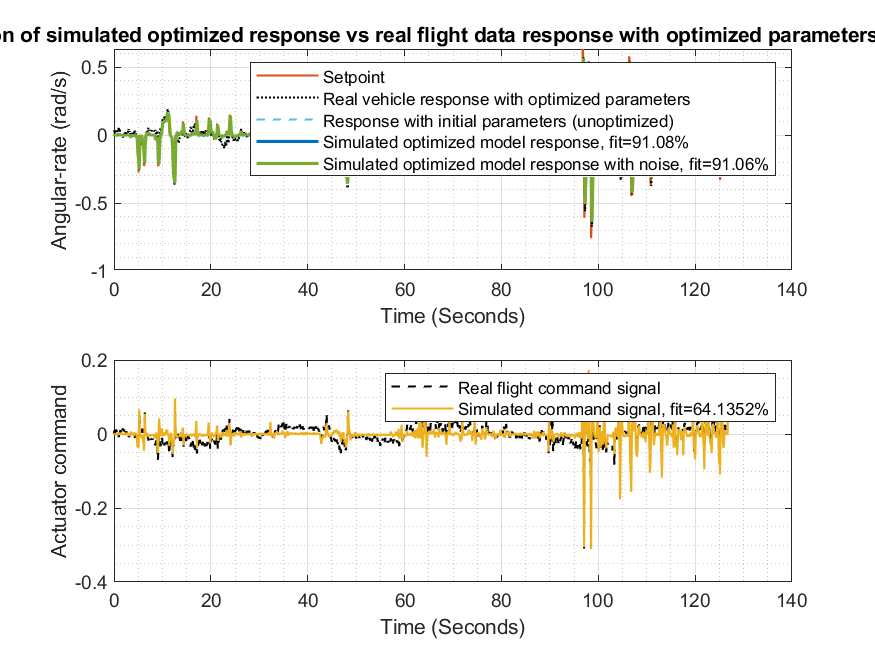 on of simulated optimized response vs real flight data response with optimized parameters
Angular-rate (rad/s)
0.5
0
-0.5
-1
Setpoint
Real vehicle response with optimized parameters
Response with initial parameters (unoptimized)
Simulated optimized model response, fit=91.08%
Simulated optimized model response with noise, fit=91.06%
0 20 40 60 80 100 120 140
Time (Seconds)
Actuator command
0.2
0
-0.2
-0.4
Real flight command signal
Simulated command signal, fit=64.1352%
0 20 40 60 80 100 120 140
Time (Seconds)